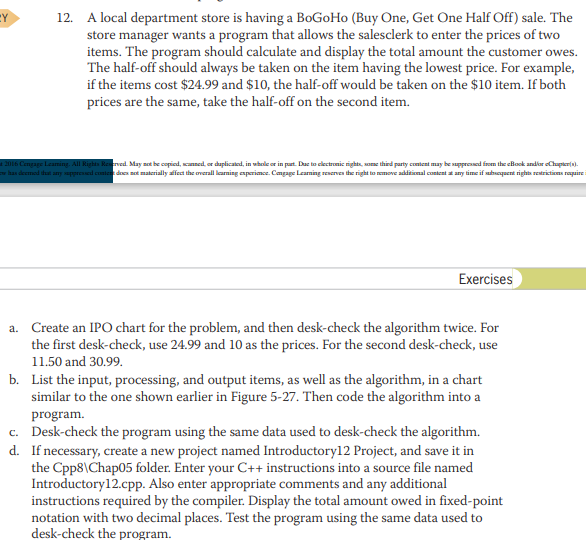 RY
12. A local department store is having a BoGoHo (Buy One, Get One Half Off) sale. The
store manager wants a program that allows the salesclerk to enter the prices of two
items. The program should calculate and display the total amount the customer owes.
The half-off should always be taken on the item having the lowest price. For example,
if the items cost $24.99 and $10, the half-off would be taken on the $10 item. If both
prices are the same, take the half-off on the second item.
2016 Cengage Learning. All Rights Reserved. May not be copied, scanned, or duplicated, in whole or in part. Due to electronic rights, some third party content may be suppressed from the eBook and/or eChapter(s).
has deemed that any suppressed content does not materially affect the overall learning experience. Cengage Learning reserves the right to remove additional content at any time if subsequent rights restrictions require
Exercises
a. Create an IPO chart for the problem, and then desk-check the algorithm twice. For
the first desk-check, use 24.99 and 10 as the prices. For the second desk-check, use
11.50 and 30.99.
b. List the input, processing, and output items, as well as the algorithm, in a chart
similar to the one shown earlier in Figure 5-27. Then code the algorithm into a
program.
c. Desk-check the program using the same data used to desk-check the algorithm.
d. If necessary, create a new project named Introductory12 Project, and save it in
the Cpp8\Chap05 folder. Enter your C++ instructions into a source file named
Introductory12.cpp. Also enter appropriate comments and any additional
instructions required by the compiler. Display the total amount owed in fixed-point
notation with two decimal places. Test the program using the same data used to
desk-check the program.